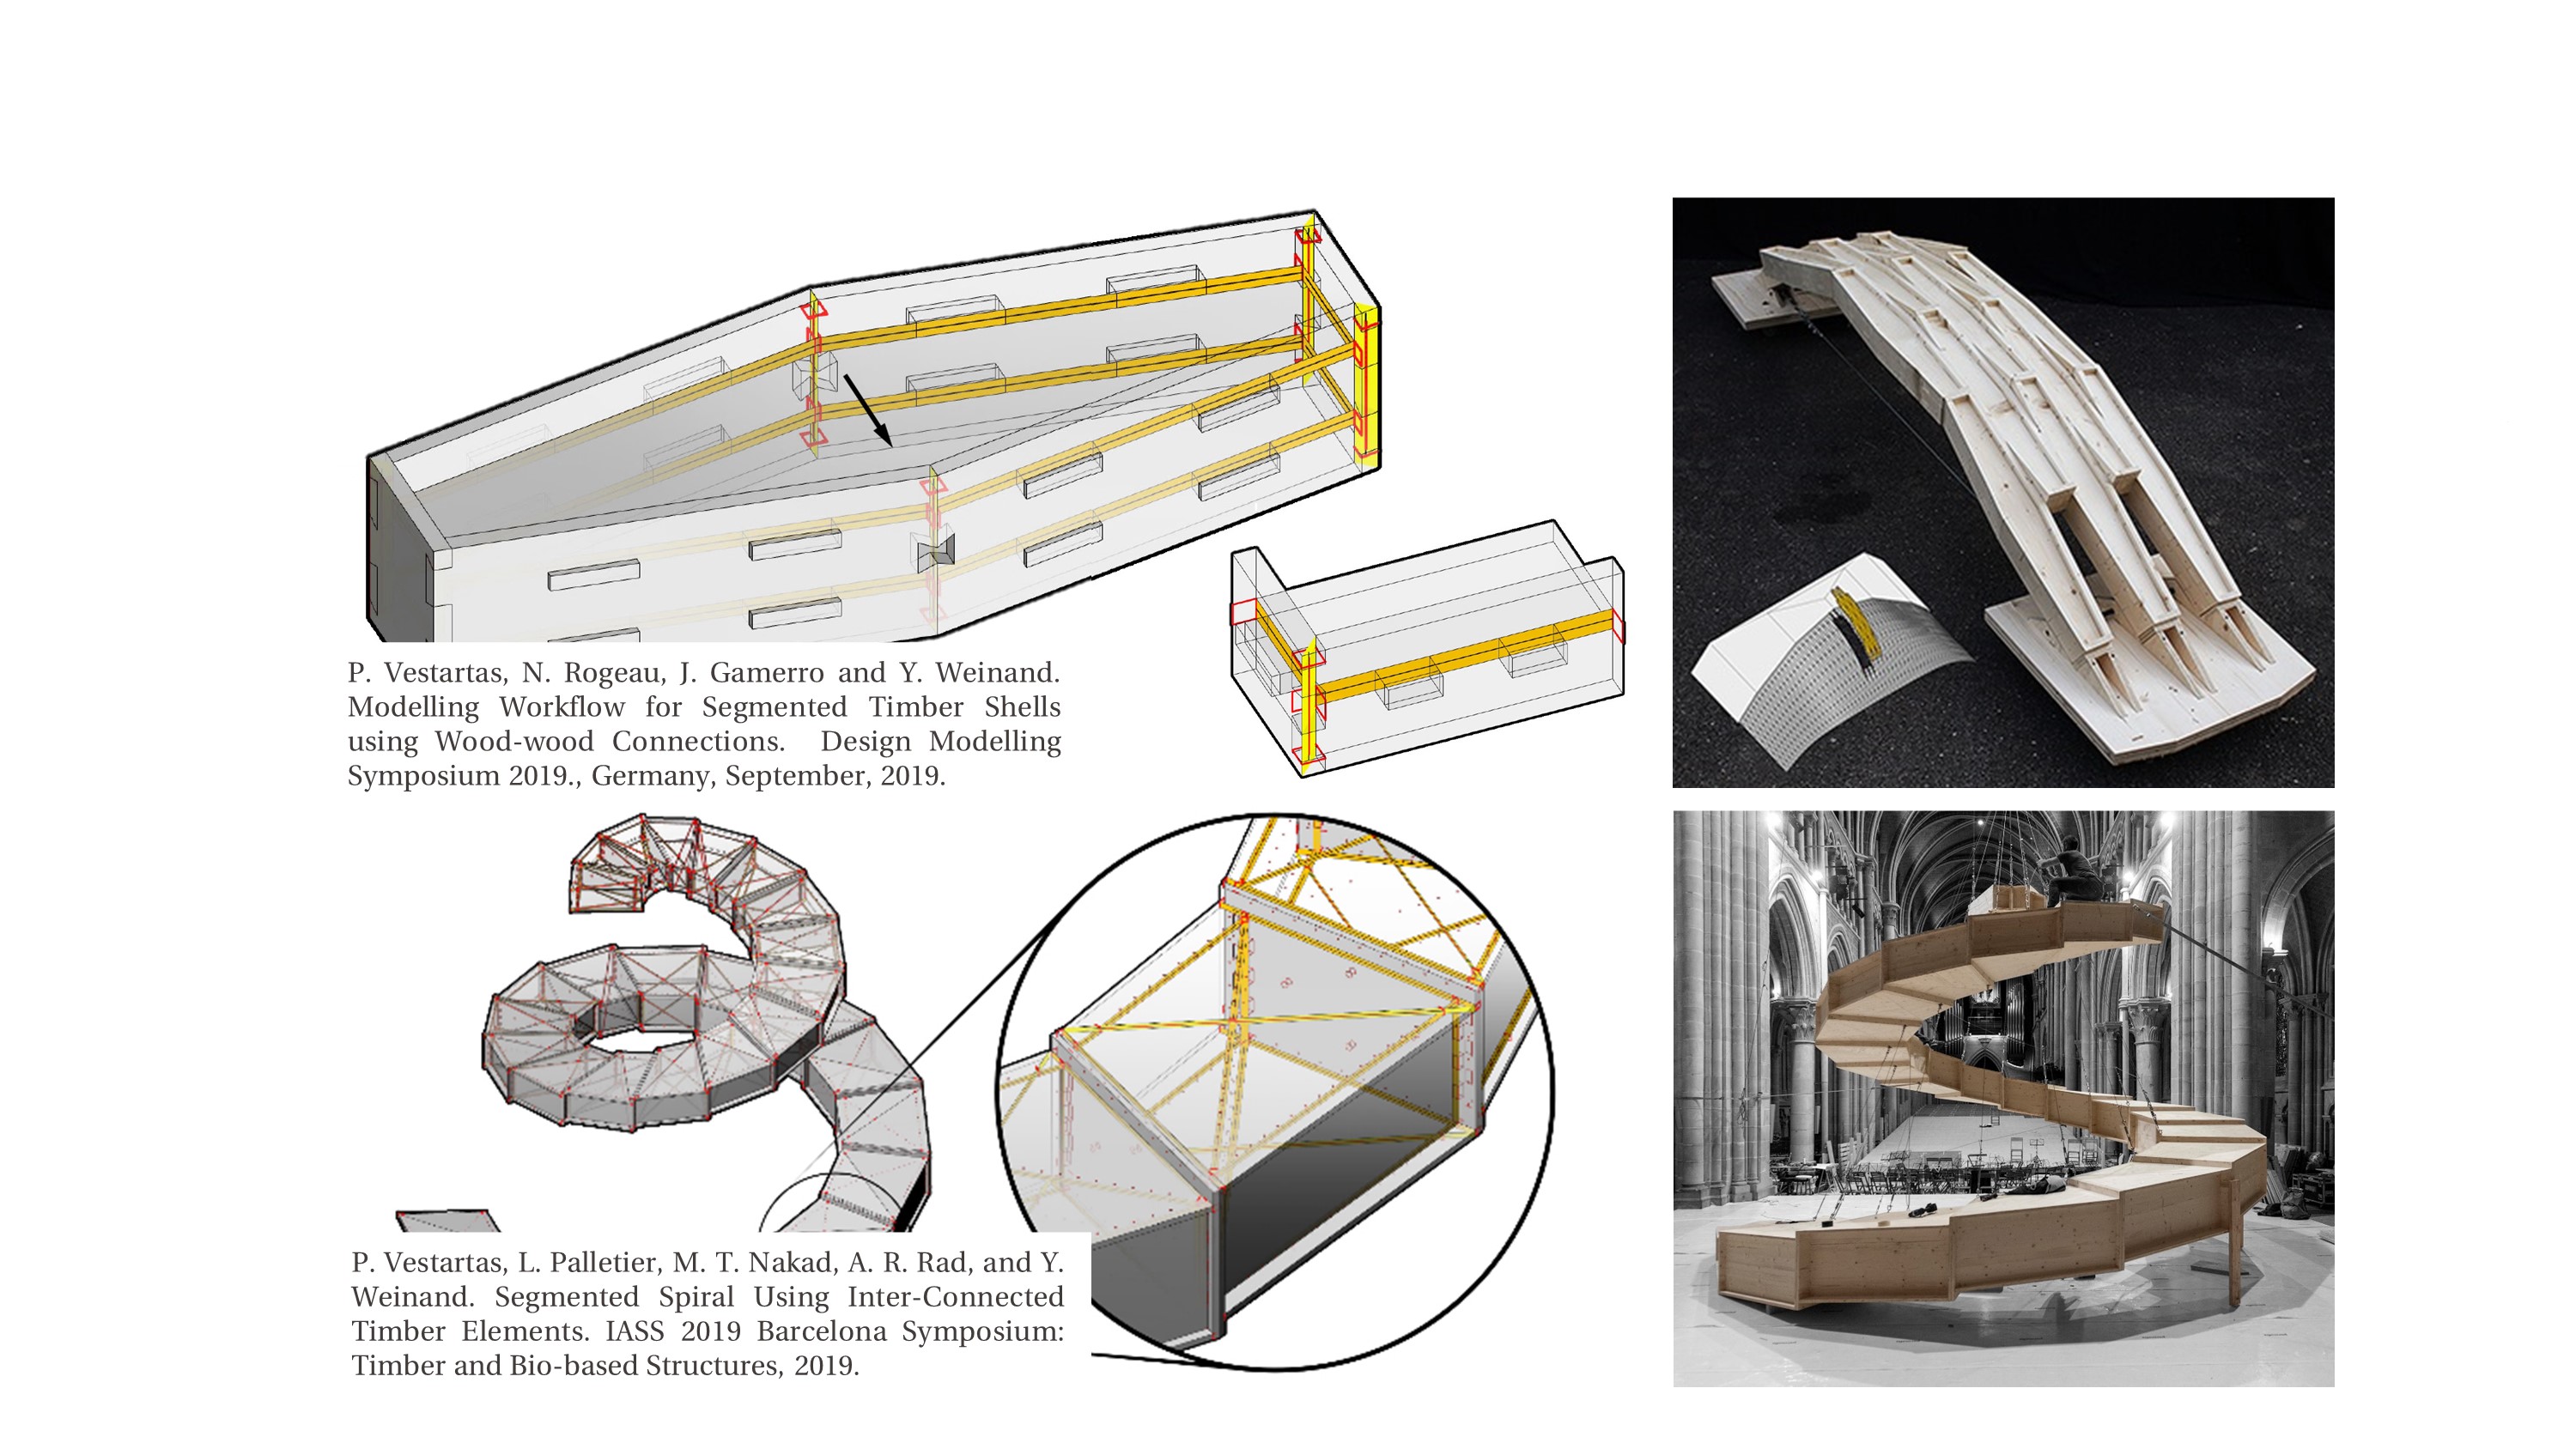 P. Vestartas, N. Rogeau, J. Gamerro and Y. Weinand.
Modelling Workflow for Segmented Timber Shells
using Wood-wood Connections. Design Modelling
Symposium 2019., Germany, September, 2019.
P. Vestartas, L. Palletier, M. T. Nakad, A. R. Rad, and Y.
Weinand. Segmented Spiral Using Inter-Connected
Timber Elements. IASS 2019 Barcelona Symposium:
Timber and Bio-based Structures, 2019.